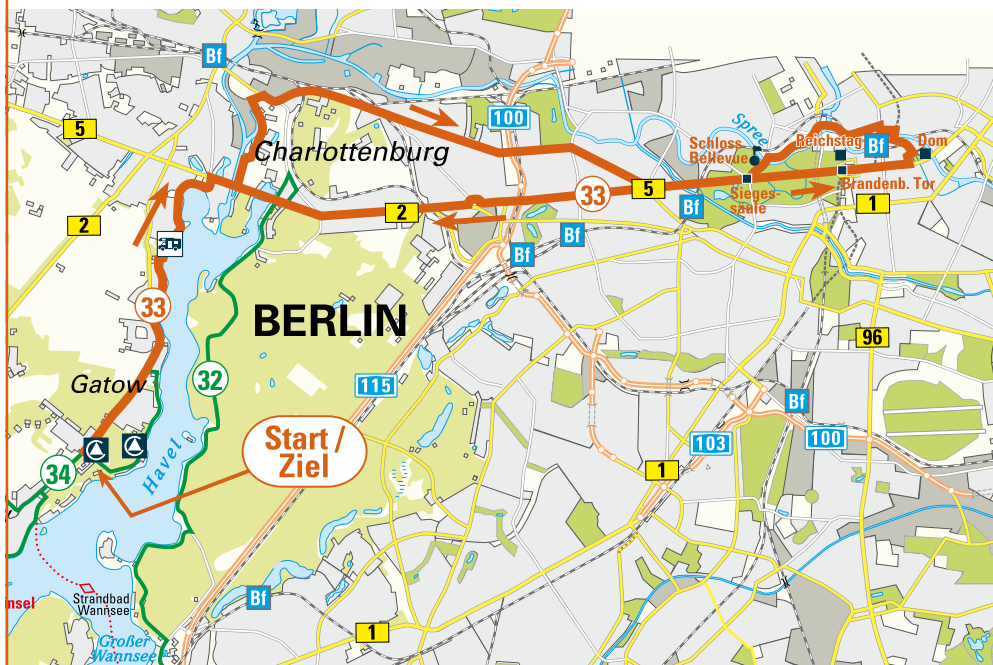 Bf
5
100
Spree
Schloss
Bellevue
Reichstag
Bf
Dom
Charlottenburg
33
5
Sieges-
säule
Brandenb. Tor
1
2
2
Bf
Bf
Bf
33
BERLIN
96
Gatow
32
115
Bf
Start /
Ziel
103
100
Havel
34
1
nsel
Strandbad
Wannsee
Bf
1
Großer
Wannsee